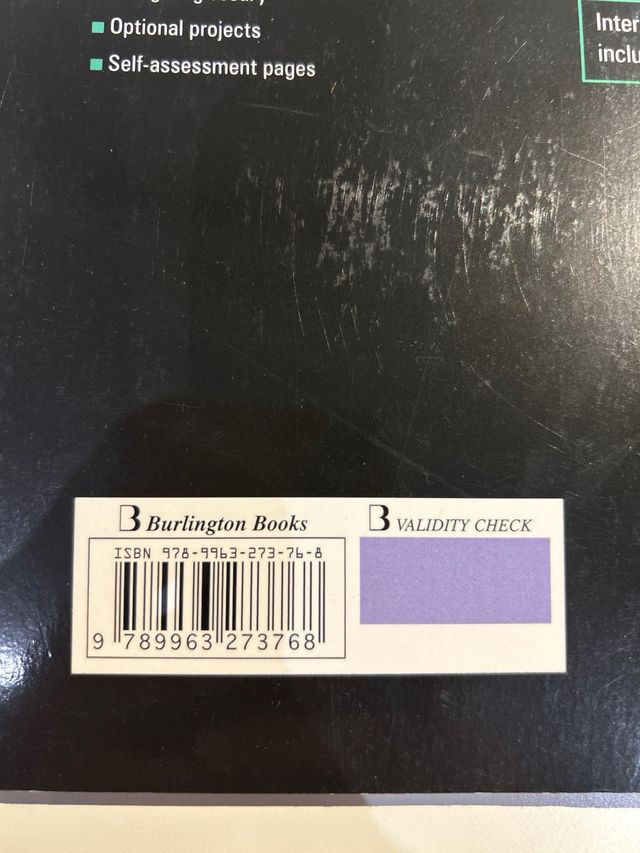 Optional projects
Self-assessment pages
Inter
inclu
B Burlington Books
ISBN 978-9963-273-76-8
9 789963 273768
B VALIDITY CHECK